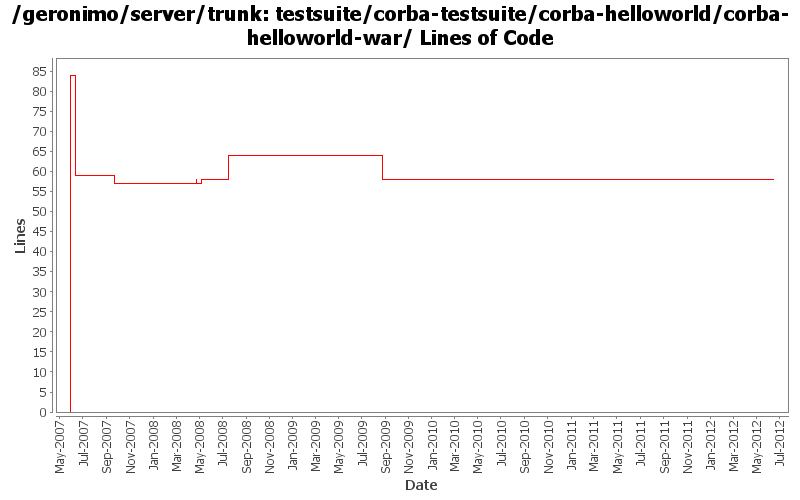 /geronimo/server/trunk: testsuite/corba-testsuite/corba-helloworld/corba-
helloworld-war/ Lines of Code
85
80
75
70
65
60
55
50
45
40
35
30
25
20
15
10
5
0
Lines
May-2007
Jul-2007
Sep-2007
Nov-2007
Jan-2008
Mar-2008
May-2008
Jul-2008
Sep-2008
Nov-2008
Jan-2009
Mar-2009
May-2009
Jul-2009
Sep-2009
Nov-2009
Jan-2010
Mar-2010
May-2010
Jul-2010
Sep-2010
Nov-2010
Jan-2011
Mar-2011
May-2011
Jul-2011
Sep-2011
Nov-2011
Jan-2012
Mar-2012
May-2012
Jul-2012
Date